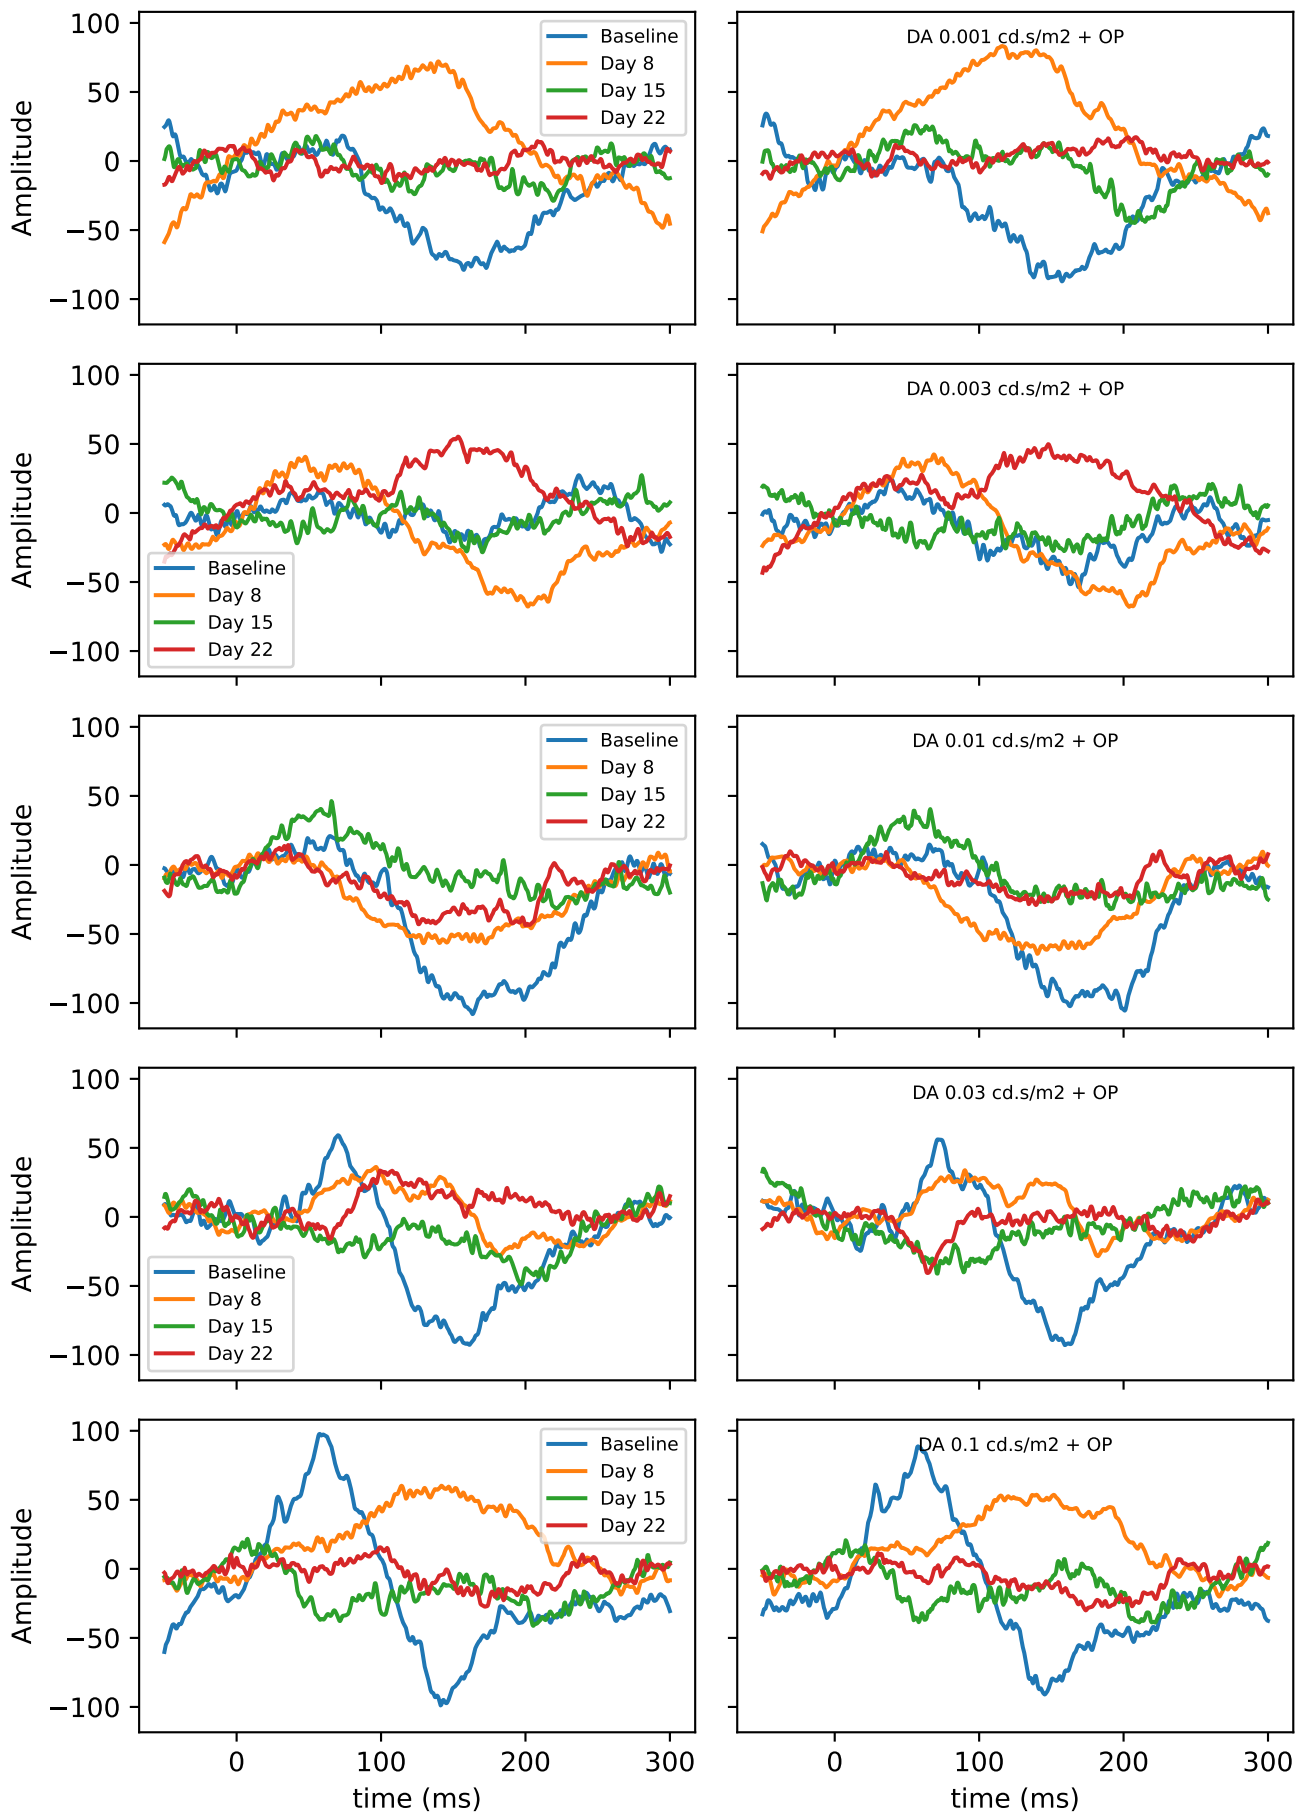 100
50
0
−50
−100
Amplitude
Baseline
Day 8
Day 15
Day 22
DA 0.001 cd.s/m2 + OP
100
50
0
−50
−100
Amplitude
Baseline
Day 8
Day 15
Day 22
DA 0.003 cd.s/m2 + OP
100
50
0
−50
−100
Amplitude
Baseline
Day 8
Day 15
Day 22
DA 0.01 cd.s/m2 + OP
100
50
0
−50
−100
Amplitude
Baseline
Day 8
Day 15
Day 22
DA 0.03 cd.s/m2 + OP
100
50
0
−50
−100
Amplitude
Baseline
Day 8
Day 15
Day 22
DA 0.1 cd.s/m2 + OP
0 100 200 300
time (ms)
0 100 200 300
time (ms)